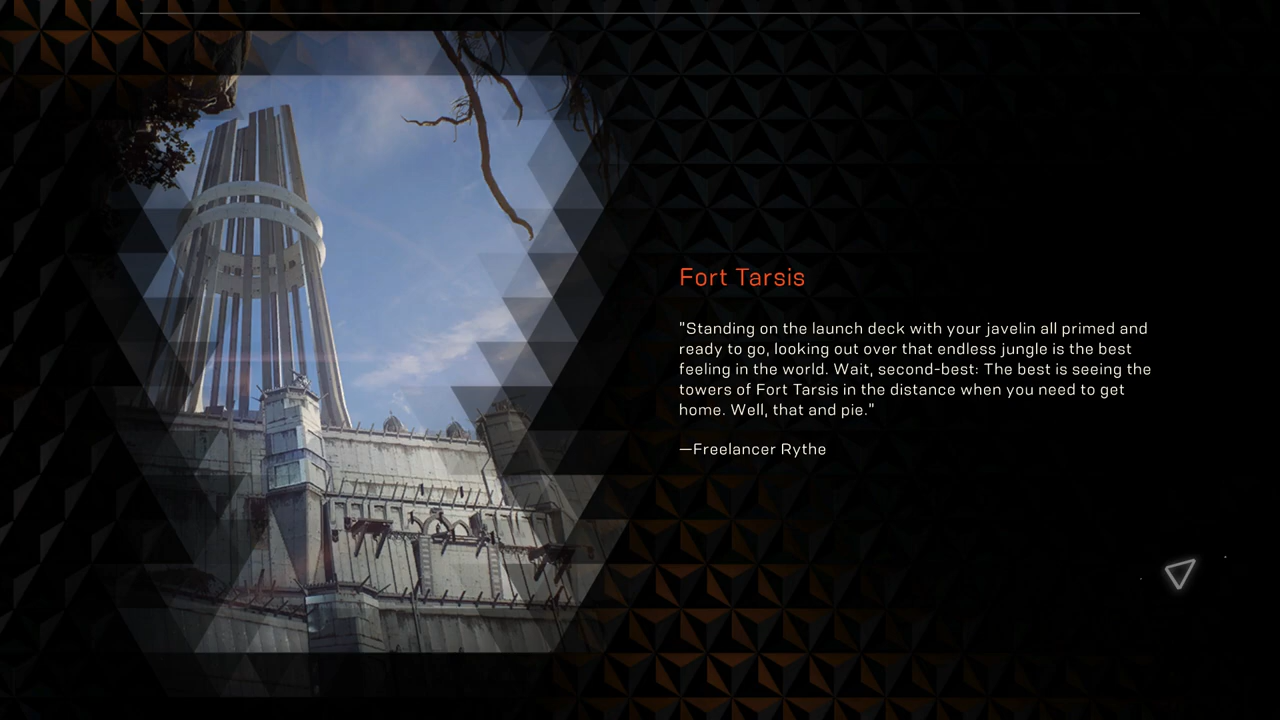 Fort Tarsis
"Standing on the launch deck with your javelin all primed and
ready to go, looking out over that endless jungle is the best
feeling in the world. Wait, second-best: The best is seeing the
towers of Fort Tarsis in the distance when you need to get
home. Well, that and pie."
—Freelancer Rythe